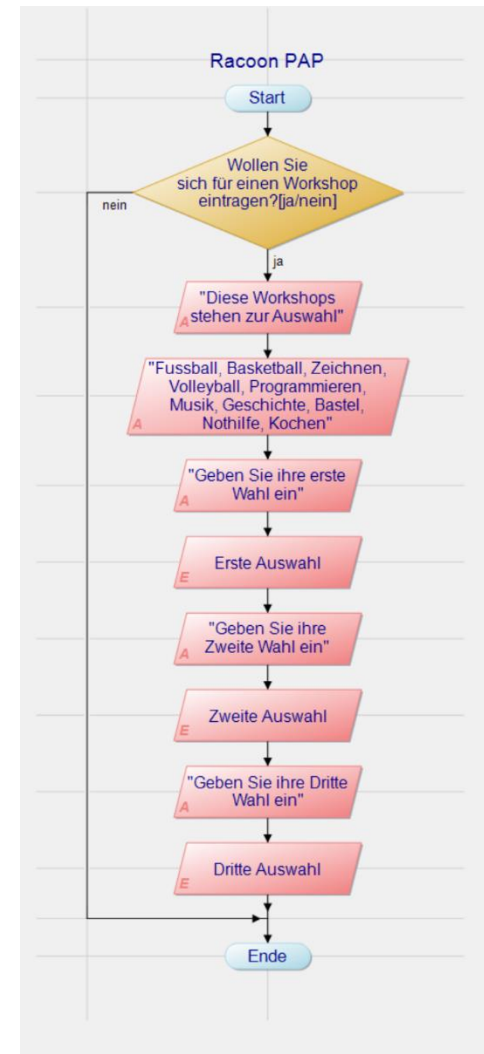 Racoon PAP
Start
Wollen Sie
sich für einen Workshop
eintragen?[ja/nein]
nein
ja
"Diese Workshops
stehen zur Auswahl"
A
"Fussball, Basketball, Zeichnen,
Volleyball, Programmieren,
Musik, Geschichte, Bastel,
Nothilfe, Kochen"
A
"Geben Sie ihre erste
Wahl ein"
A
Erste Auswahl
E
"Geben Sie ihre
Zweite Wahl ein"
A
Zweite Auswahl
E
"Geben Sie ihre Dritte
Wahl ein"
A
Dritte Auswahl
E
Ende